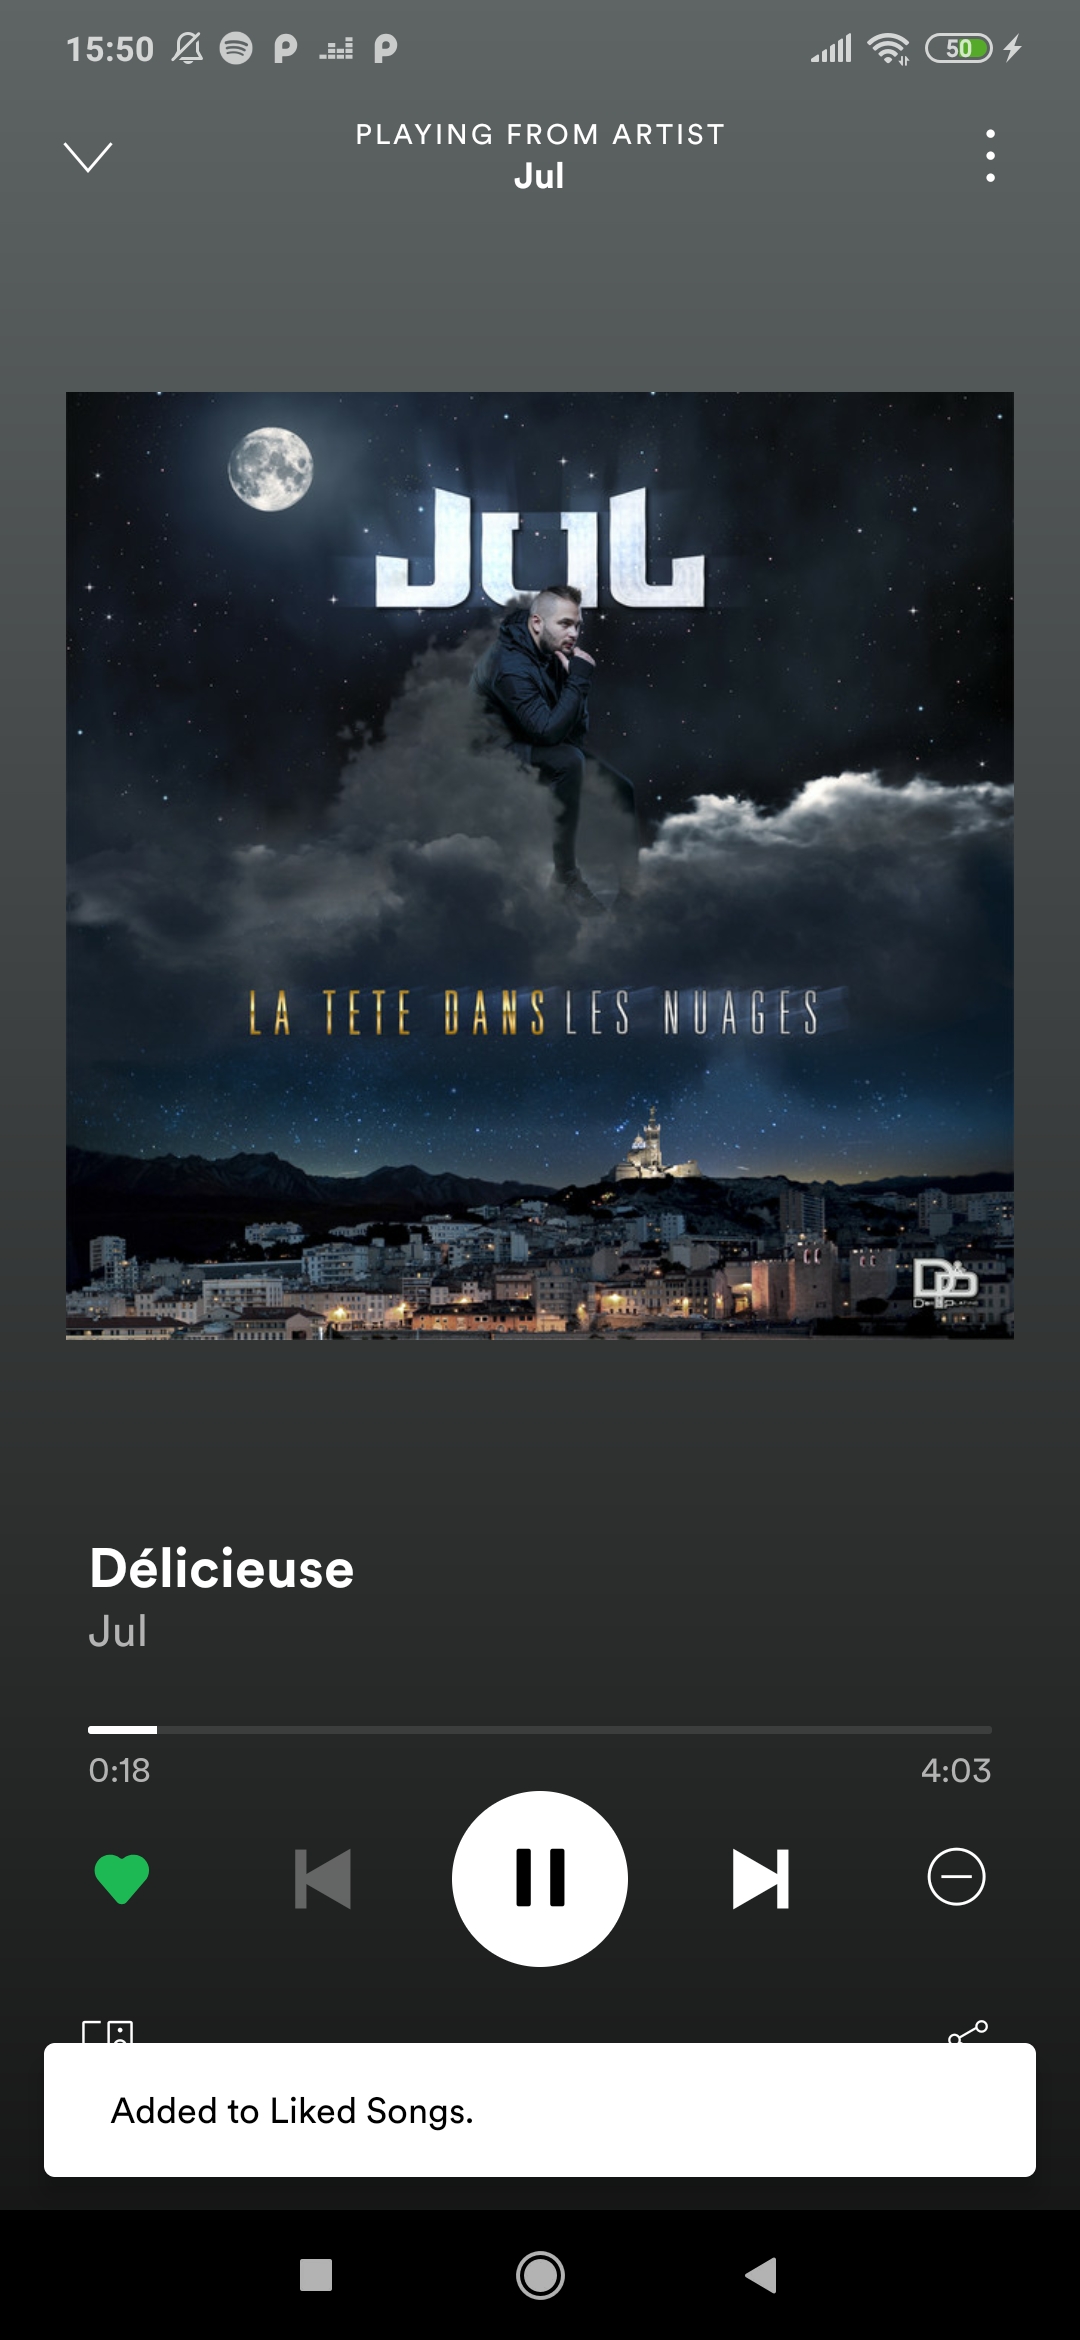 15:50
50
PLAYING FROM ARTIST
Jul
JUL
LA TETE DANS LES NUAGES
Délicieuse
Jul
0:18
4:03
Added to Liked Songs.